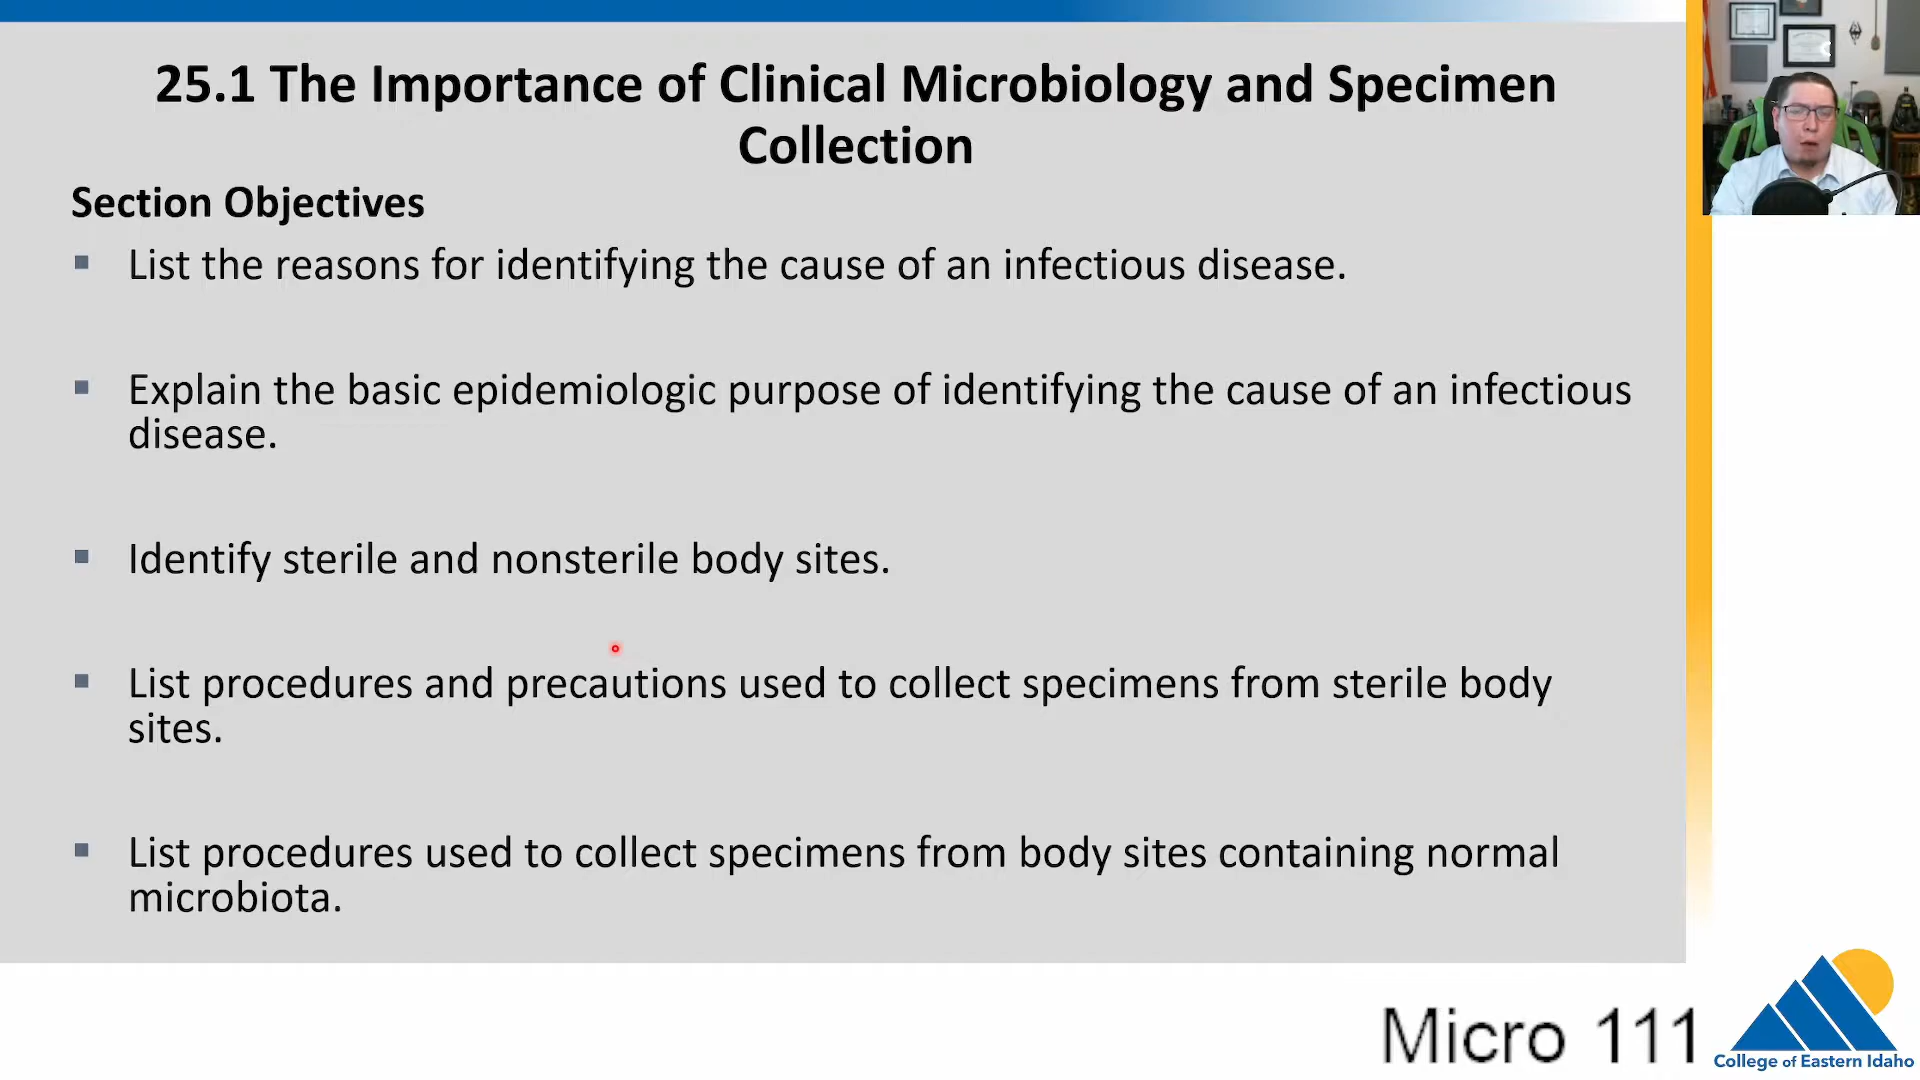 25.1 The Importance of Clinical Microbiology and Specimen
Collection
Section Objectives
List the reasons for identifying the cause of an infectious disease.
Explain the basic epidemiologic purpose of identifying the cause of an infectious
disease.
Identify sterile and nonsterile body sites.
List procedures and precautions used to collect specimens from sterile body
sites.
List procedures used to collect specimens from body sites containing normal
microbiota.
Micro 111
College of Eastern Idaho